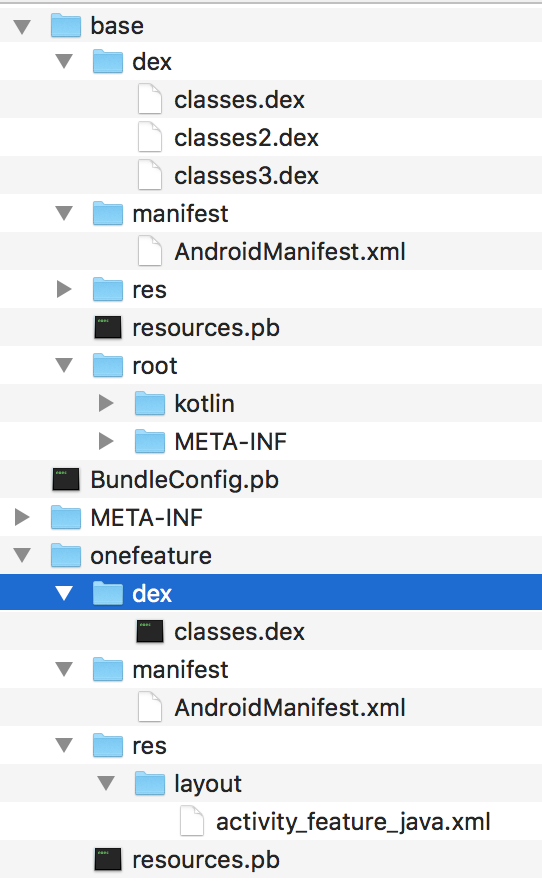 base
dex
classes.dex
classes2.dex
classes3.dex
manifest
AndroidManifest.xml
res
resources.pb
root
kotlin
META-INF
BundleConfig.pb
META-INF
onefeature
dex
classes.dex
manifest
AndroidManifest.xml
res
layout
activity_feature_java.xml
resources.pb